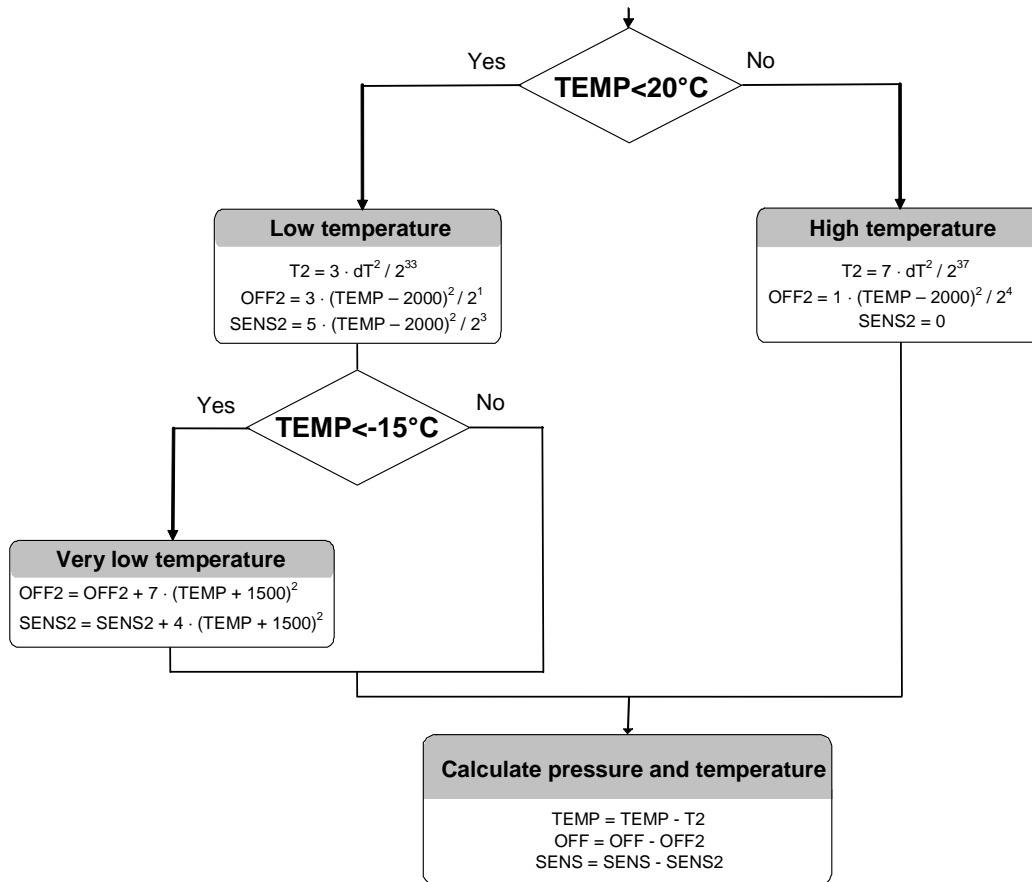 Yes
No
TEMP<20°C
Low temperature
T2 = 3 · dT² / 2³³
OFF2 = 3 · (TEMP – 2000)² / 2¹
SENS2 = 5 · (TEMP – 2000)² / 2³
High temperature
T2 = 7 · dT² / 2³⁷
OFF2 = 1 · (TEMP – 2000)² / 2⁴
SENS2 = 0
Yes
No
TEMP<-15°C
Very low temperature
OFF2 = OFF2 + 7 · (TEMP + 1500)²
SENS2 = SENS2 + 4 · (TEMP + 1500)²
Calculate pressure and temperature
TEMP = TEMP - T2
OFF = OFF - OFF2
SENS = SENS - SENS2